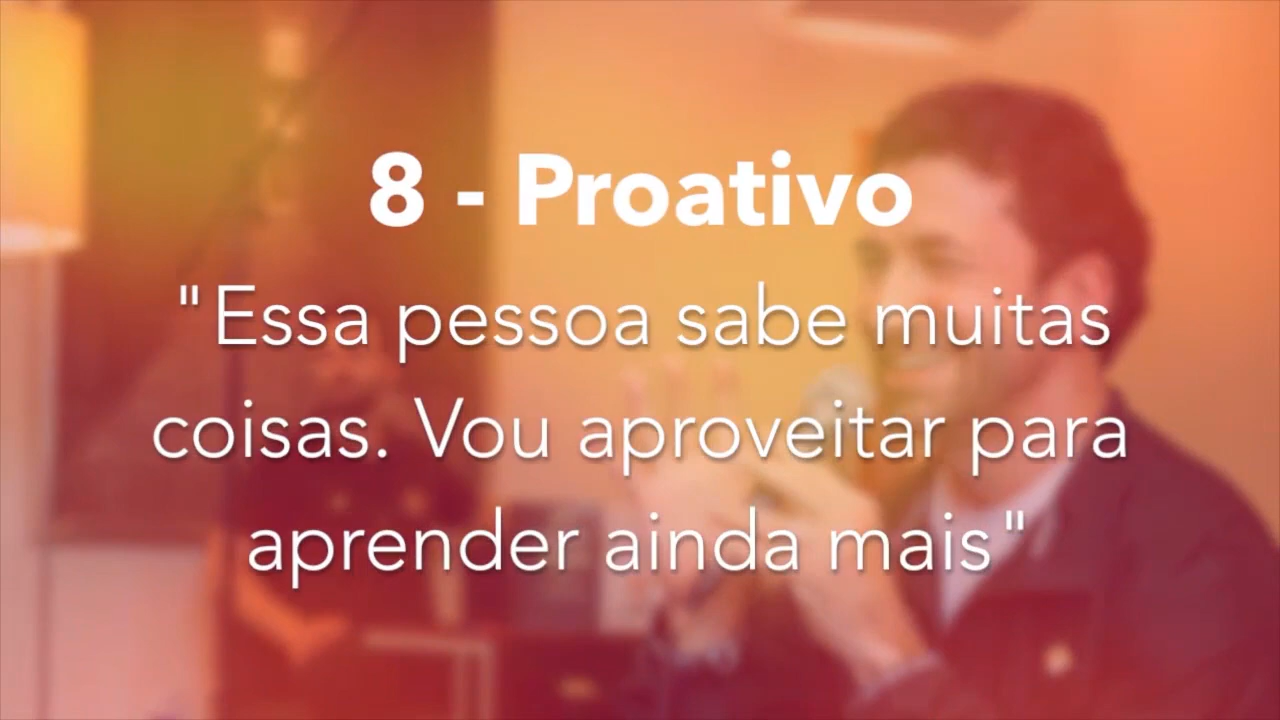 8 - Proativo
"Essa pessoa sabe muitas
coisas. Vou aproveitar para
aprender ainda mais"